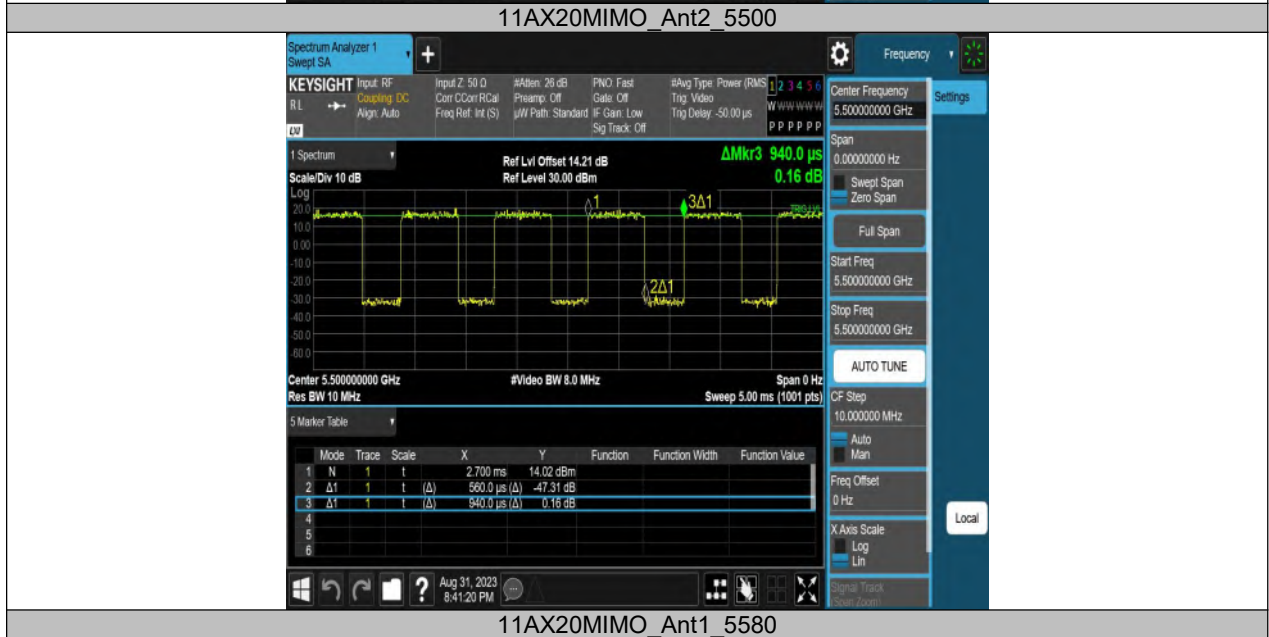 11AX20MIMO_Ant2_5500
Spectrum Analyzer 1
Swept SA
+
Frequency
KEYSIGHT
RL
LXI
Input: RF
Coupling: DC
Align: Auto
Input Z: 50 Ω
Corr CCorr RCal
Freq Ref: Int (S)
#Atten: 26 dB
Preamp: Off
µW Path: Standard
PNO: Fast
Gate: Off
IF Gain: Low
Sig Track: Off
#Avg Type: Power (RMS
Trig: Video
Trig Delay: -50.00 µs
1 2 3 4 5 6
W W W W W W
P P P P P P
Center Frequency
5.500000000 GHz
Settings
Span
0.00000000 Hz
Swept Span
Zero Span
Full Span
Start Freq
5.500000000 GHz
Stop Freq
5.500000000 GHz
AUTO TUNE
CF Step
10.000000 MHz
Auto
Man
Freq Offset
0 Hz
X Axis Scale
Log
Lin
Signal Track
(Span Zoom)
Local
1 Spectrum
Scale/Div 10 dB
Ref Lvl Offset 14.21 dB
Ref Level 30.00 dBm
ΔMkr3 940.0 µs
0.16 dB
Log
20.0
10.0
0.00
-10.0
-20.0
-30.0
-40.0
-50.0
-60.0
1
3Δ1
2Δ1
Center 5.500000000 GHz
#Video BW 8.0 MHz
Span 0 Hz
Res BW 10 MHz
Sweep 5.00 ms (1001 pts)
5 Marker Table
Mode Trace Scale X Y Function Function Width Function Value
1 N 1 t 2.700 ms 14.02 dBm
2 Δ1 1 t (Δ) 560.0 µs (Δ) -47.31 dB
3 Δ1 1 t (Δ) 940.0 µs (Δ) 0.16 dB
4
5
6
?
Aug 31, 2023
8:41:20 PM
11AX20MIMO_Ant1_5580